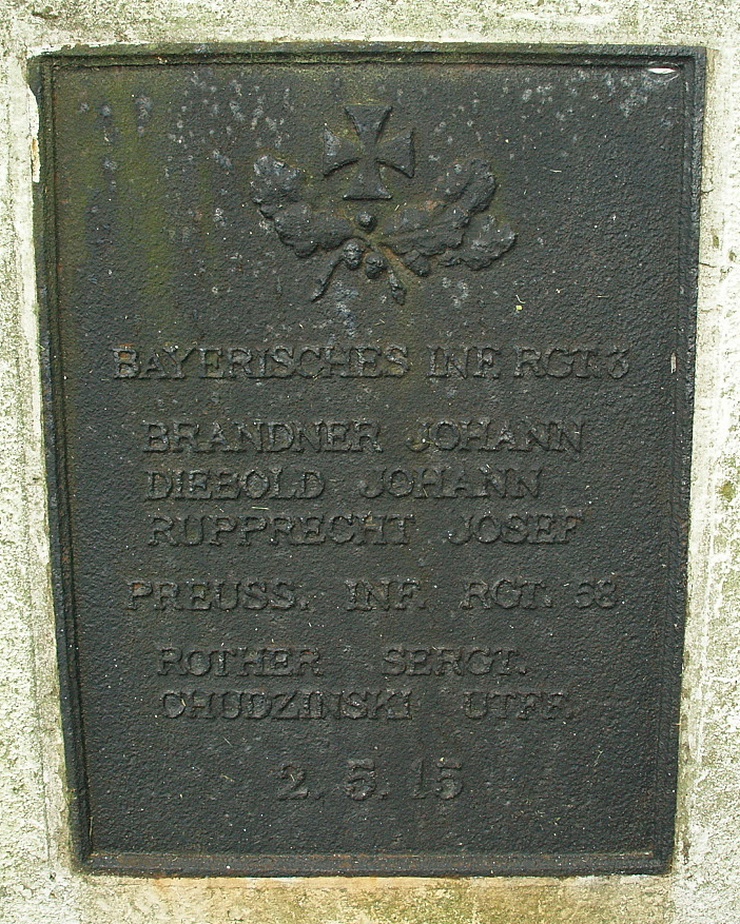 BAYERISCHES INF. RGT. 3
BRANDNER JOHANN
DIEBOLD JOHANN
RUPPRECHT JOSEF
PREUSS. INF. RGT. 58
ROTHER SERGT.
CHUDZINSKI UTFF.
2. 5. 15